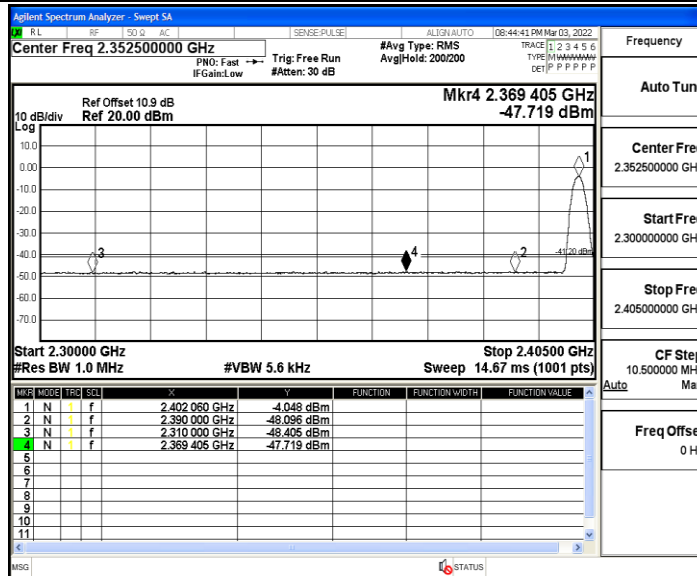 Agilent Spectrum Analyzer - Swept SA
RL RF 50 Ω AC SENSE:PULSE ALIGNAUTO 08:44:41 PM Mar 03, 2022
Center Freq 2.352500000 GHz
PNO: Fast
IFGain:Low
Trig: Free Run
#Atten: 30 dB
#Avg Type: RMS
Avg|Hold: 200/200
TRACE 1 2 3 4 5 6
TYPE M WWWWW
DET P P P P P P
Frequency
Auto Tun
Center Fre
2.352500000 GH
Start Fre
2.300000000 GH
Stop Fre
2.405000000 GH
CF Step
10.500000 MH
Auto Ma
Freq Offse
0 H
Mkr4 2.369 405 GHz
-47.719 dBm
Ref Offset 10.9 dB
10 dB/div Ref 20.00 dBm
Log
10.0
0.00
-10.0
-20.0
-30.0
-40.0
-50.0
-60.0
-70.0
1
2
3
4
-41.20 dBm
Start 2.30000 GHz Stop 2.40500 GHz
#Res BW 1.0 MHz #VBW 5.6 kHz Sweep 14.67 ms (1001 pts)
MKR MODE TRC SCL X Y FUNCTION FUNCTION WIDTH FUNCTION VALUE
1 N 1 f 2.402 060 GHz -4.048 dBm
2 N 1 f 2.390 000 GHz -48.096 dBm
3 N 1 f 2.310 000 GHz -48.405 dBm
4 N 1 f 2.369 405 GHz -47.719 dBm
5
6
7
8
9
10
11
MSG STATUS